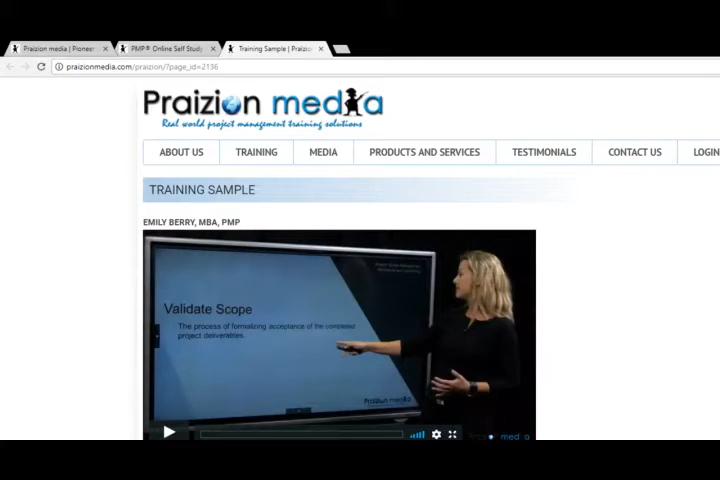 Praizion media | Pioneer
PMP® Online Self Study
Training Sample | Praizio
praizionmedia.com/praizion/?page_id=2136
Praizion media
Real world project management training solutions
ABOUT US
TRAINING
MEDIA
PRODUCTS AND SERVICES
TESTIMONIALS
CONTACT US
LOGIN
TRAINING SAMPLE
EMILY BERRY, MBA, PMP
Validate Scope
The process of formalizing acceptance of the completed
project deliverables.
Praizion media